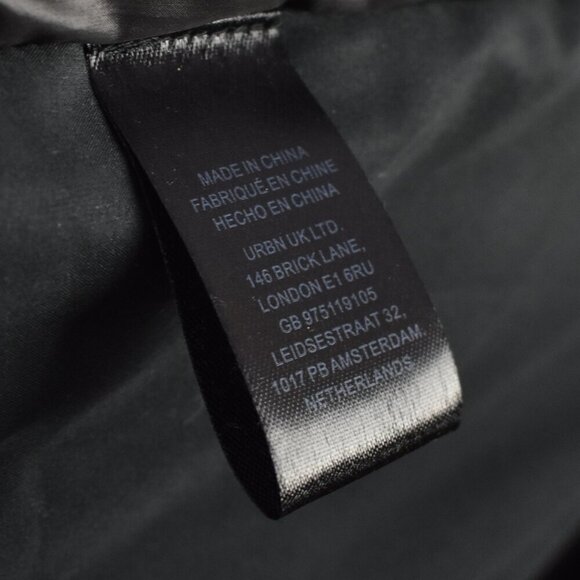 MADE IN CHINA
FABRIQUÉ EN CHINE
HECHO EN CHINA
URBN UK LTD.
146 BRICK LANE,
LONDON E1 6RU
GB 975119105
LEIDSESTRAAT 32,
1017 PB AMSTERDAM.
NETHERLANDS